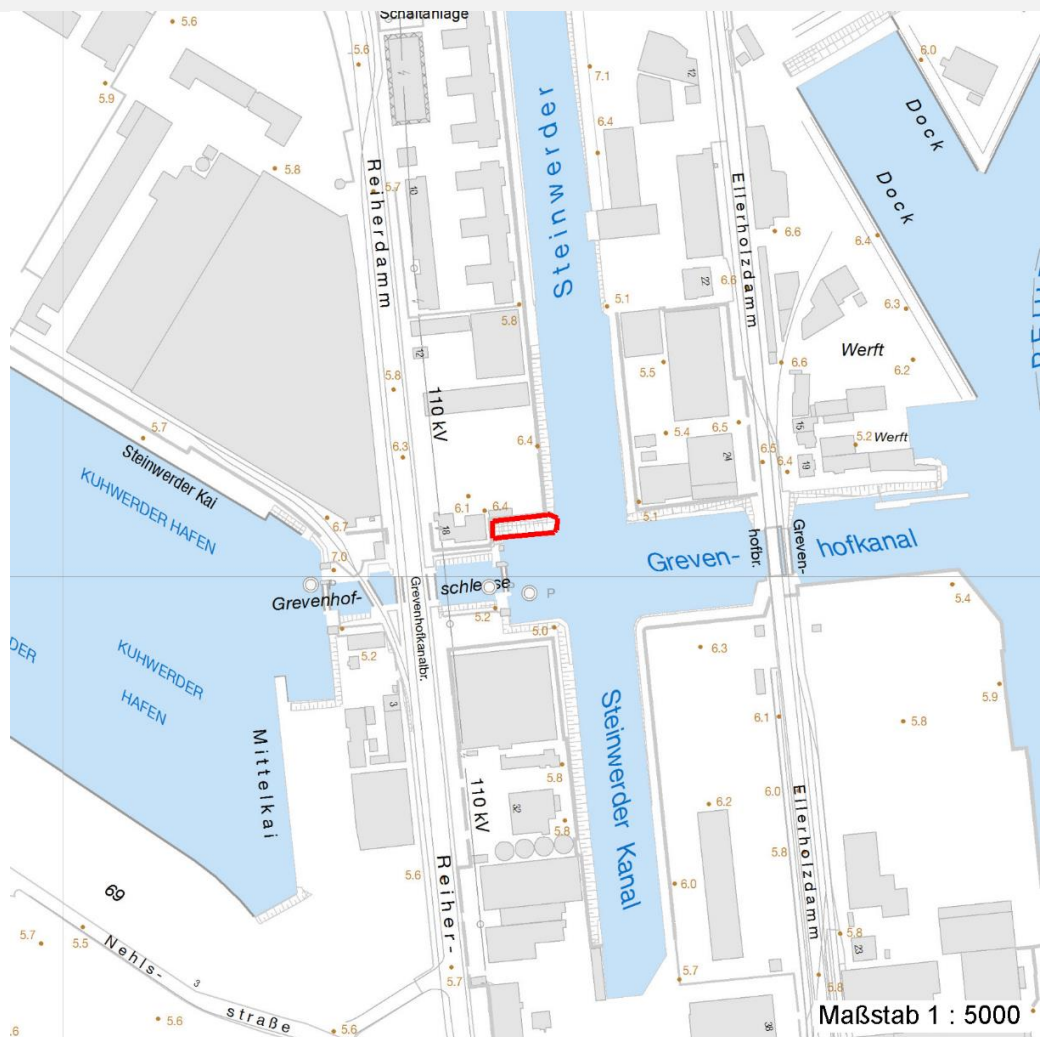 Schaltanlage
5.6
5.6
5.9
7.1
12
6.0
6.4
Steinwerder
Dock
Dock
Reiherdamm
5.7
5.8
10
Ellerholzdamm
6.6
6.6
22
6.4
5.8
5.1
6.3
12
5.5
6.6
Werft
6.2
5.8
110 kV
5.7
Steinwerder Kai
6.3
6.4
5.4
6.5
24
15
5.2
Werft
6.5
6.4
19
KUHWERDER HAFEN
6.1
6.4
5.1
6.7
18
7.0
Greven-
hofbr.
Greven-
hofkanal
Grevenhof-
schleuse
P
5.4
5.2
5.0
Grevenhofkanalbr.
5.2
6.3
DER
KUHWERDER
HAFEN
3
5.9
6.1
5.8
Mittelkai
Steinwerder Kanal
5.8
110 kV
32
5.8
6.2
6.0
Ellerholzdamm
5.8
Reiher-
5.6
6.0
69
5.7
5.5
Nehls-
3
straße
5.7
5.7
5.8
23
5.8
5.6
5.6
38
Maßstab 1 : 5000